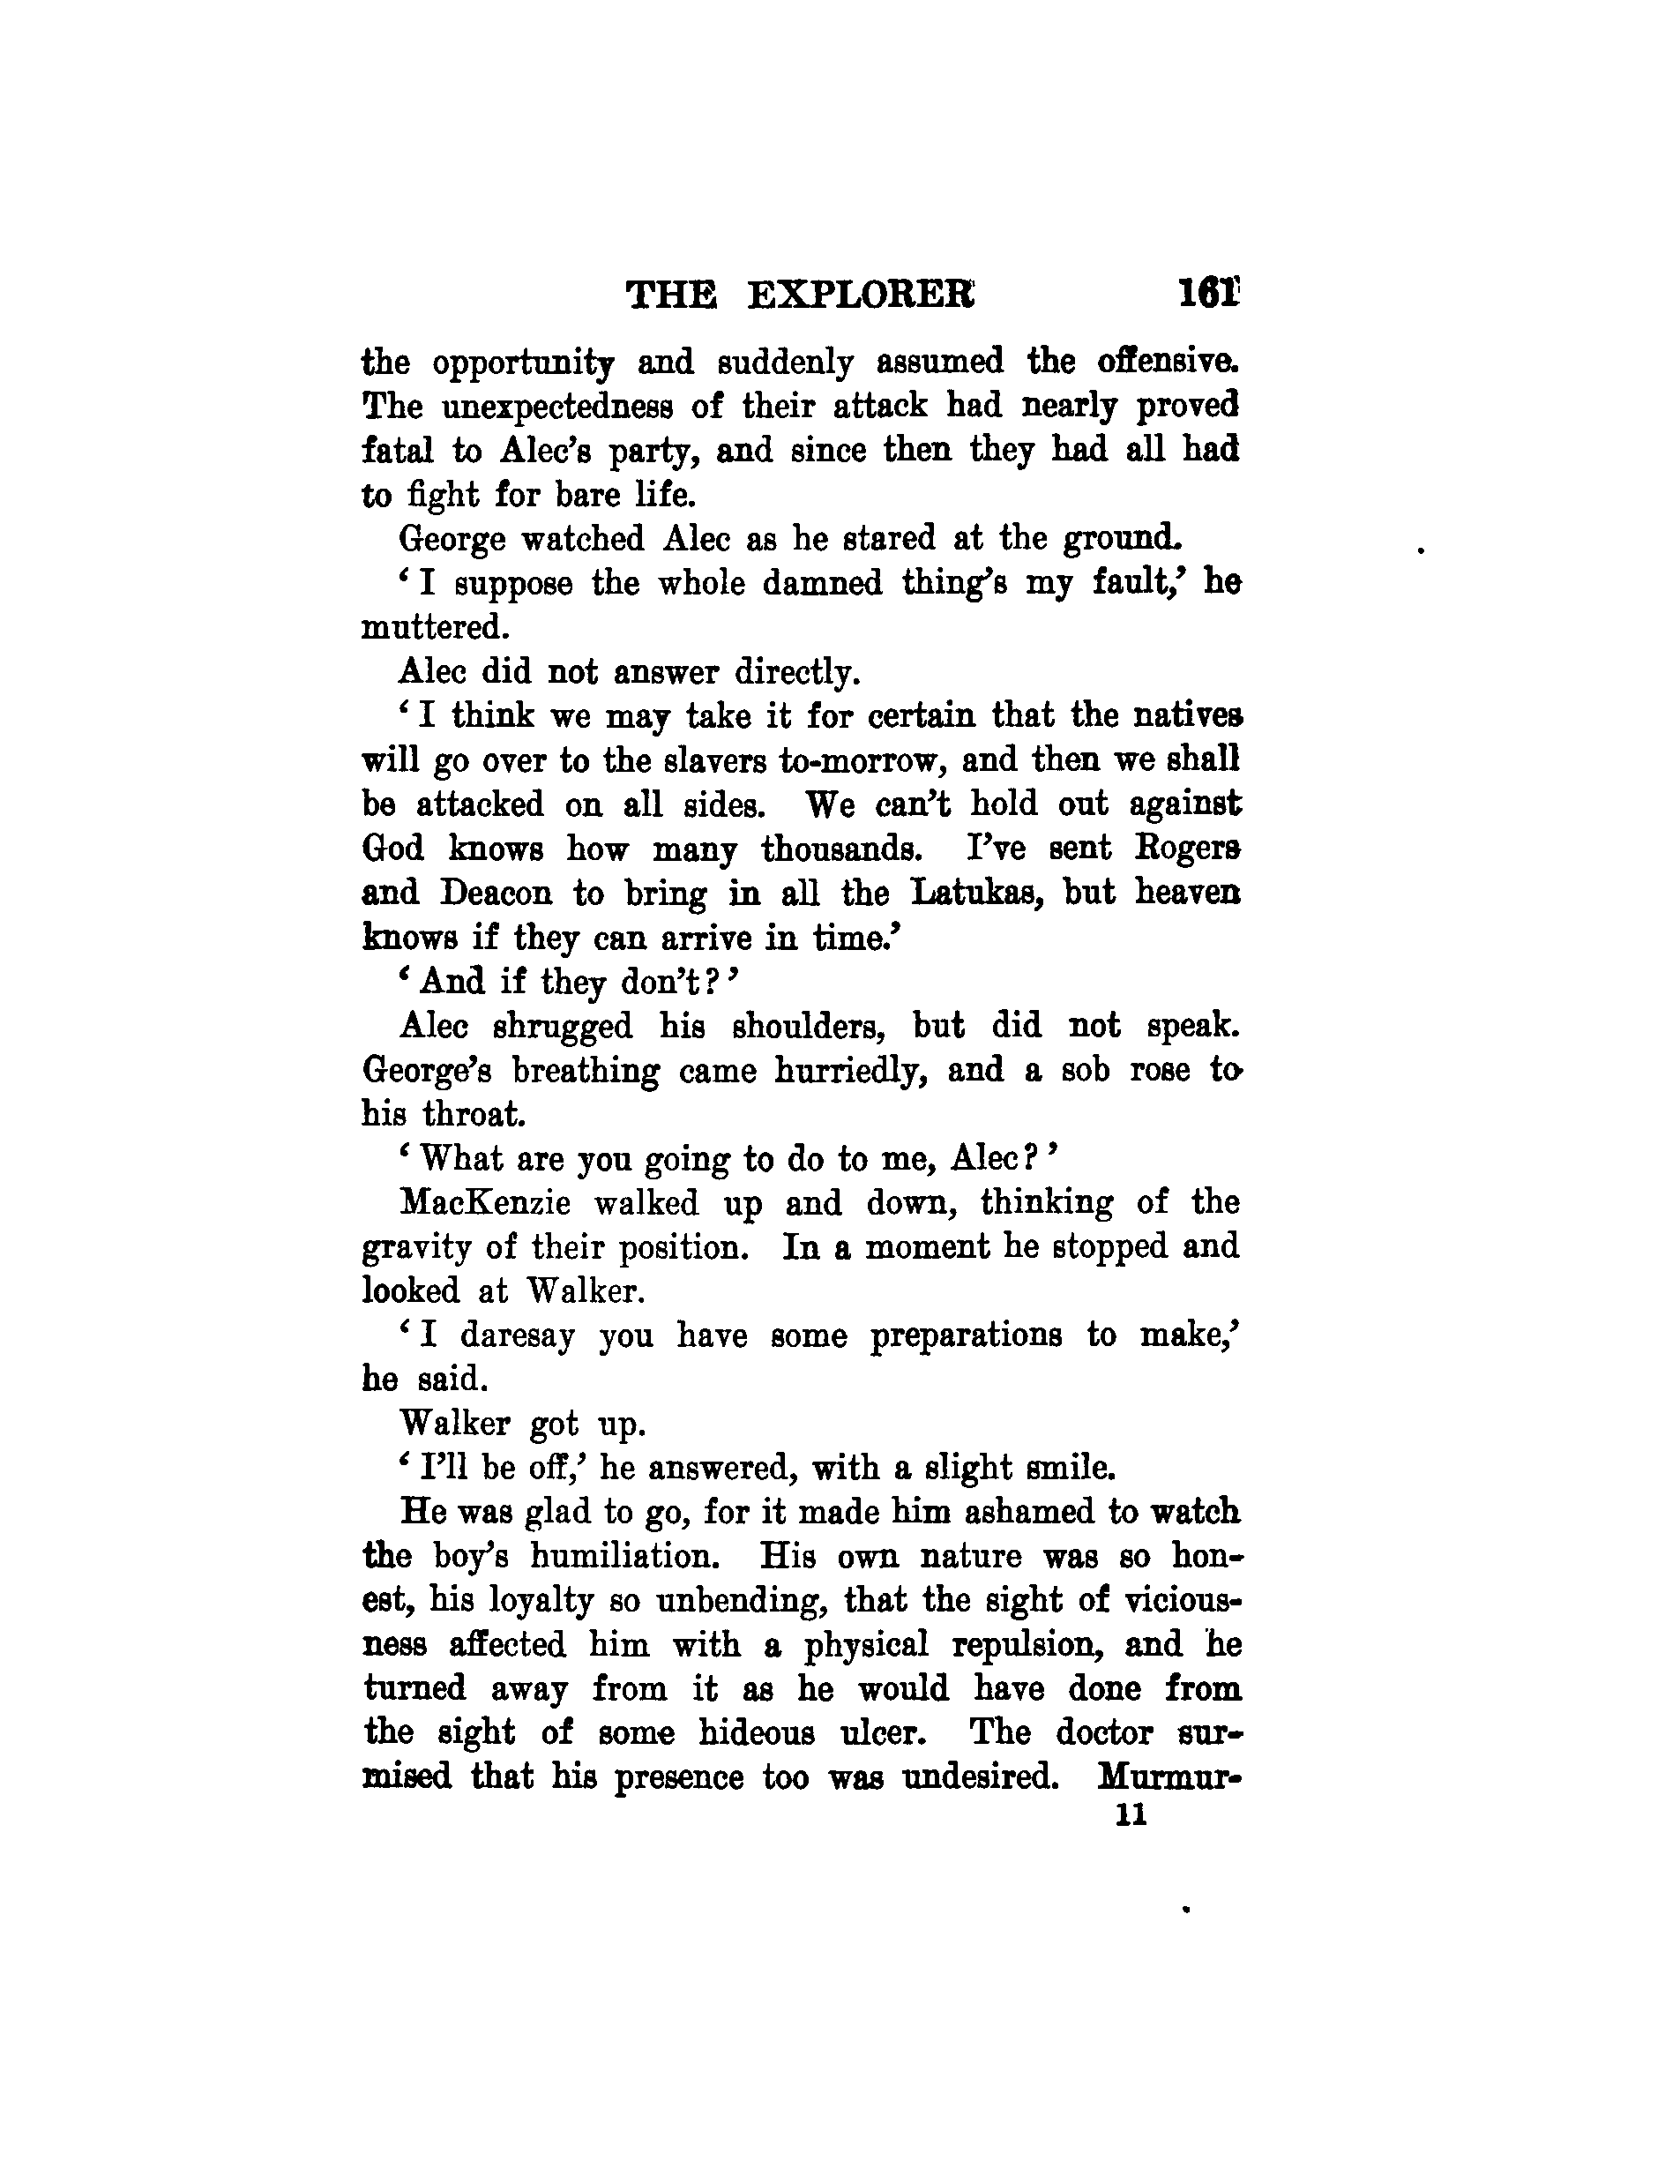 THE EXPLORER 161
the opportunity and suddenly assumed the offensive.
The unexpectedness of their attack had nearly proved
fatal to Alec’s party, and since then they had all had
to fight for bare life.
George watched Alec as he stared at the ground.
‘I suppose the whole damned thing’s my fault,’ he
muttered.
Alec did not answer directly.
‘I think we may take it for certain that the natives
will go over to the slavers to-morrow, and then we shall
be attacked on all sides. We can’t hold out against
God knows how many thousands. I’ve sent Rogers
and Deacon to bring in all the Latukas, but heaven
knows if they can arrive in time.’
‘And if they don’t?’
Alec shrugged his shoulders, but did not speak.
George’s breathing came hurriedly, and a sob rose to
his throat.
‘What are you going to do to me, Alec?’
MacKenzie walked up and down, thinking of the
gravity of their position. In a moment he stopped and
looked at Walker.
‘I daresay you have some preparations to make,’
he said.
Walker got up.
‘I’ll be off,’ he answered, with a slight smile.
He was glad to go, for it made him ashamed to watch
the boy’s humiliation. His own nature was so hon-
est, his loyalty so unbending, that the sight of vicious-
ness affected him with a physical repulsion, and he
turned away from it as he would have done from
the sight of some hideous ulcer. The doctor sur-
mised that his presence too was undesired. Murmur-
11